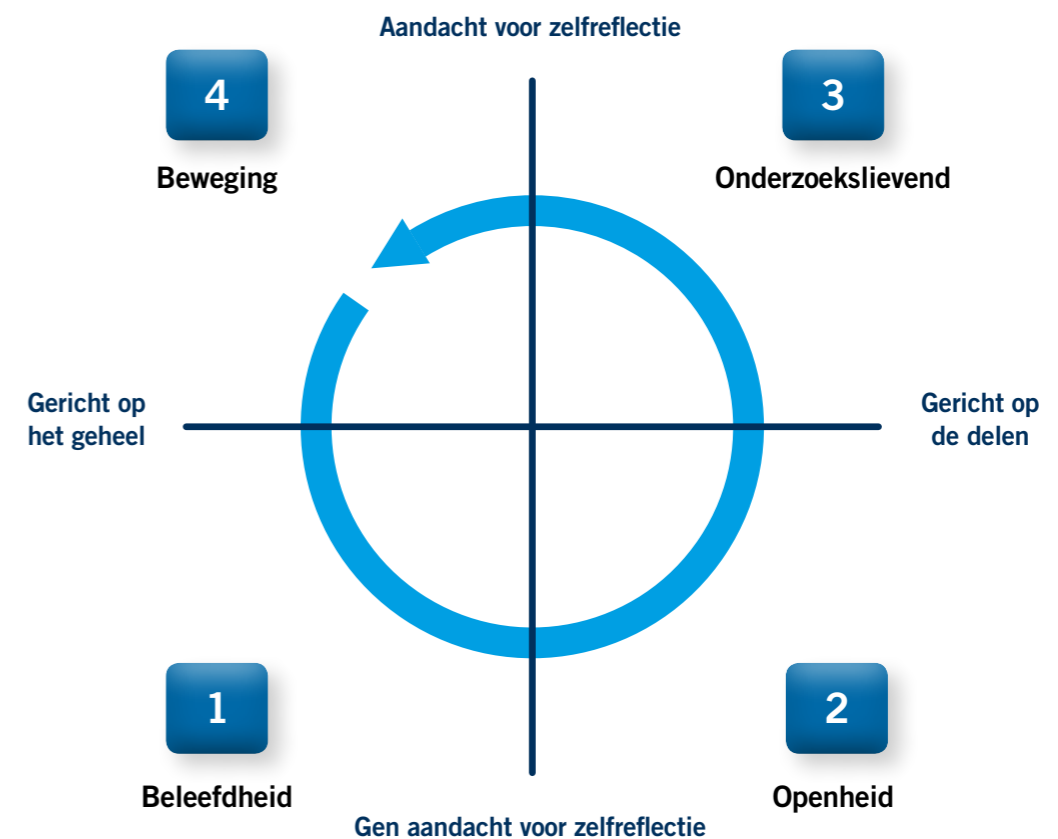 Aandacht voor zelfreflectie
4
3
Beweging
Onderzoekslievend
Gericht op
het geheel
Gericht op
de delen
1
2
Beleefdheid
Openheid
Gen aandacht voor zelfreflectie